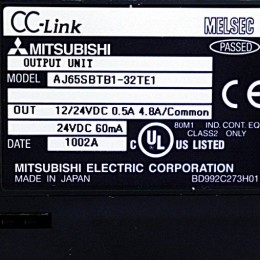 CC-Link MELSEC
MITSUBISHI PASSED
OUTPUT UNIT
MODEL AJ65SBTB1-32TE1
OUT 12/24VDC 0.5A 4.8A/Common
24VDC 60mA 80M1 IND. CONT. EQ.
CLASS2 ONLY
DATE 1002A C UL US LISTED
MITSUBISHI ELECTRIC CORPORATION
MADE IN JAPAN BD992C273H01